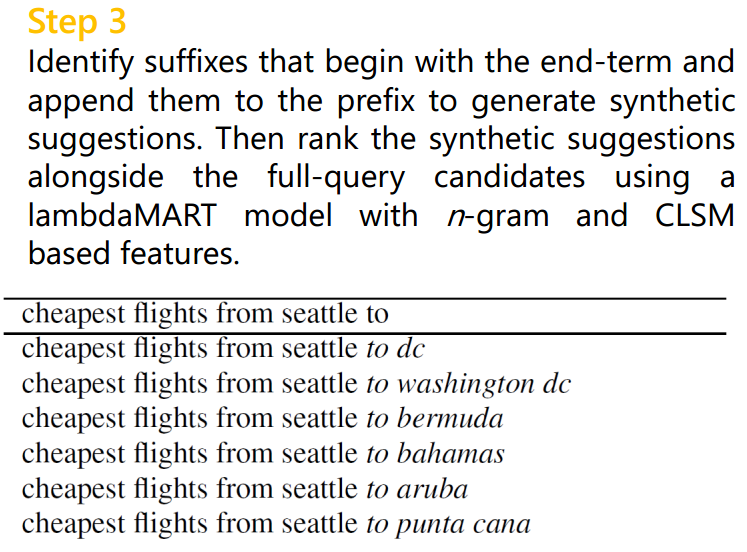 Step 3
Identify suffixes that begin with the end-term and
append them to the prefix to generate synthetic
suggestions. Then rank the synthetic suggestions
alongside the full-query candidates using a
lambdaMART model with n-gram and CLSM
based features.
cheapest flights from seattle to
cheapest flights from seattle to dc
cheapest flights from seattle to washington dc
cheapest flights from seattle to bermuda
cheapest flights from seattle to bahamas
cheapest flights from seattle to aruba
cheapest flights from seattle to punta cana